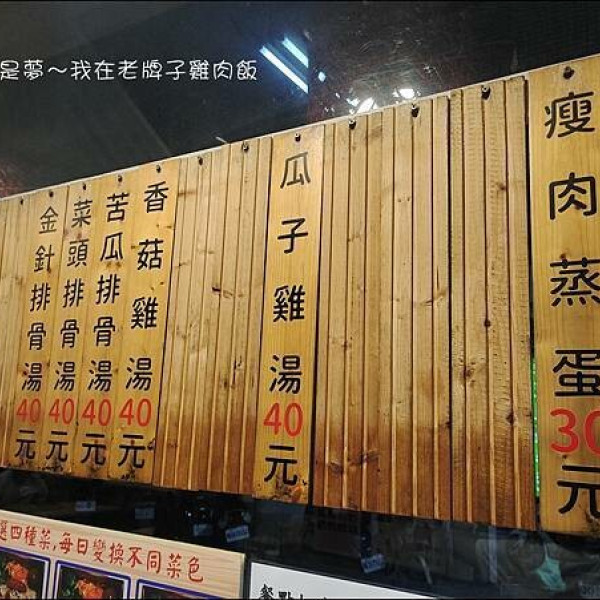 是夢～我在老牌子雞肉飯
瘦肉蒸蛋30元
瓜子雞湯40元
香菇雞湯40元
苦瓜排骨湯40元
菜頭排骨湯40元
金針排骨湯40元
選四種菜,每日變換不同菜色